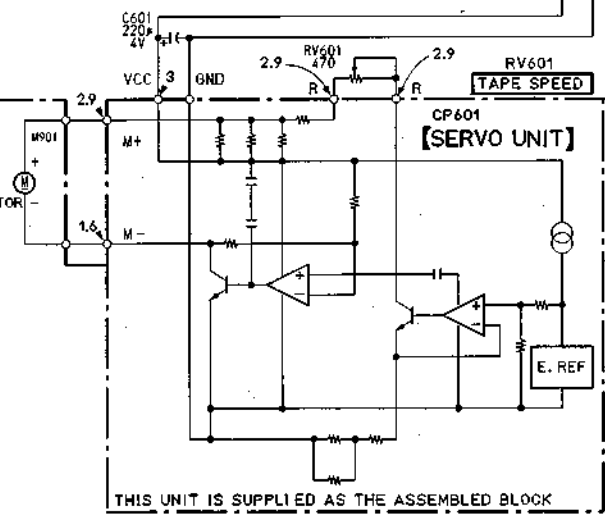 C601
220μ
4V
+
VCC
3
GND
2.9
RV601
470
R
2.9
R
RV601
TAPE SPEED
2.9
M901
M+
+
M
TOR
−
1.6
M−
CP601
【SERVO UNIT】
+
−
+
−
E. REF
THIS UNIT IS SUPPLIED AS THE ASSEMBLED BLOCK